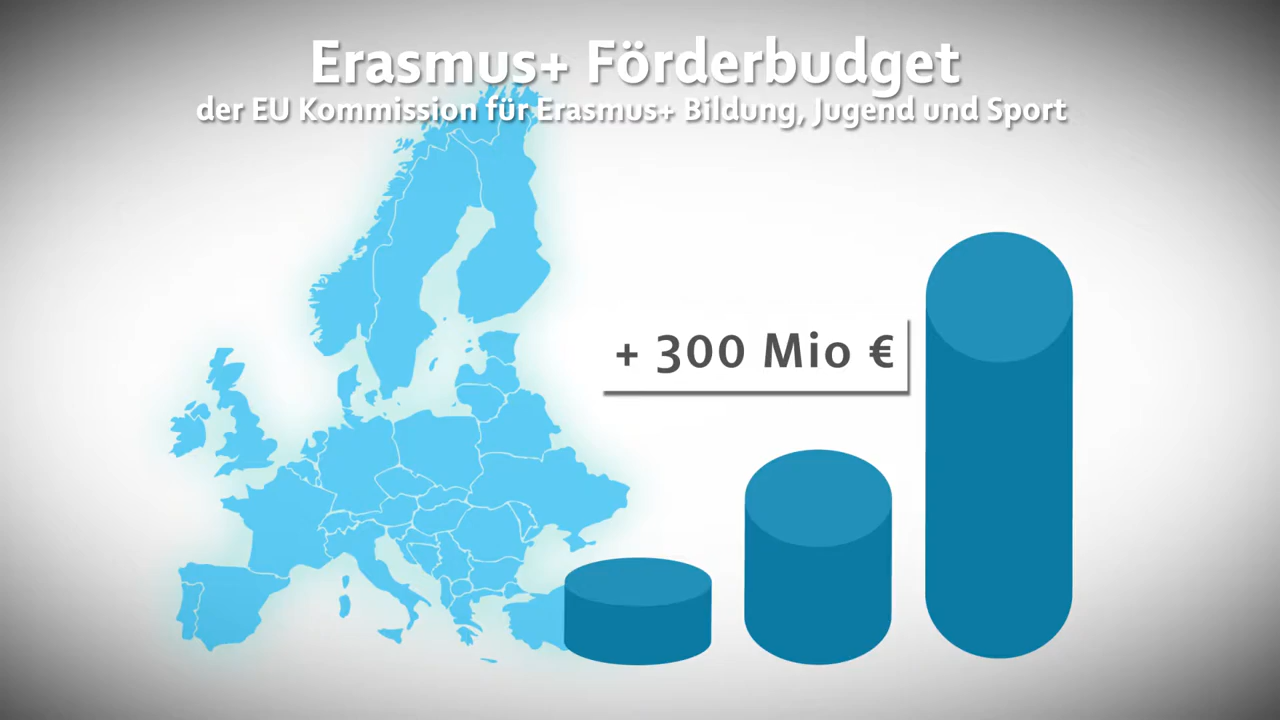 Erasmus+ Förderbudget
der EU Kommission für Erasmus+ Bildung, Jugend und Sport
+ 300 Mio €